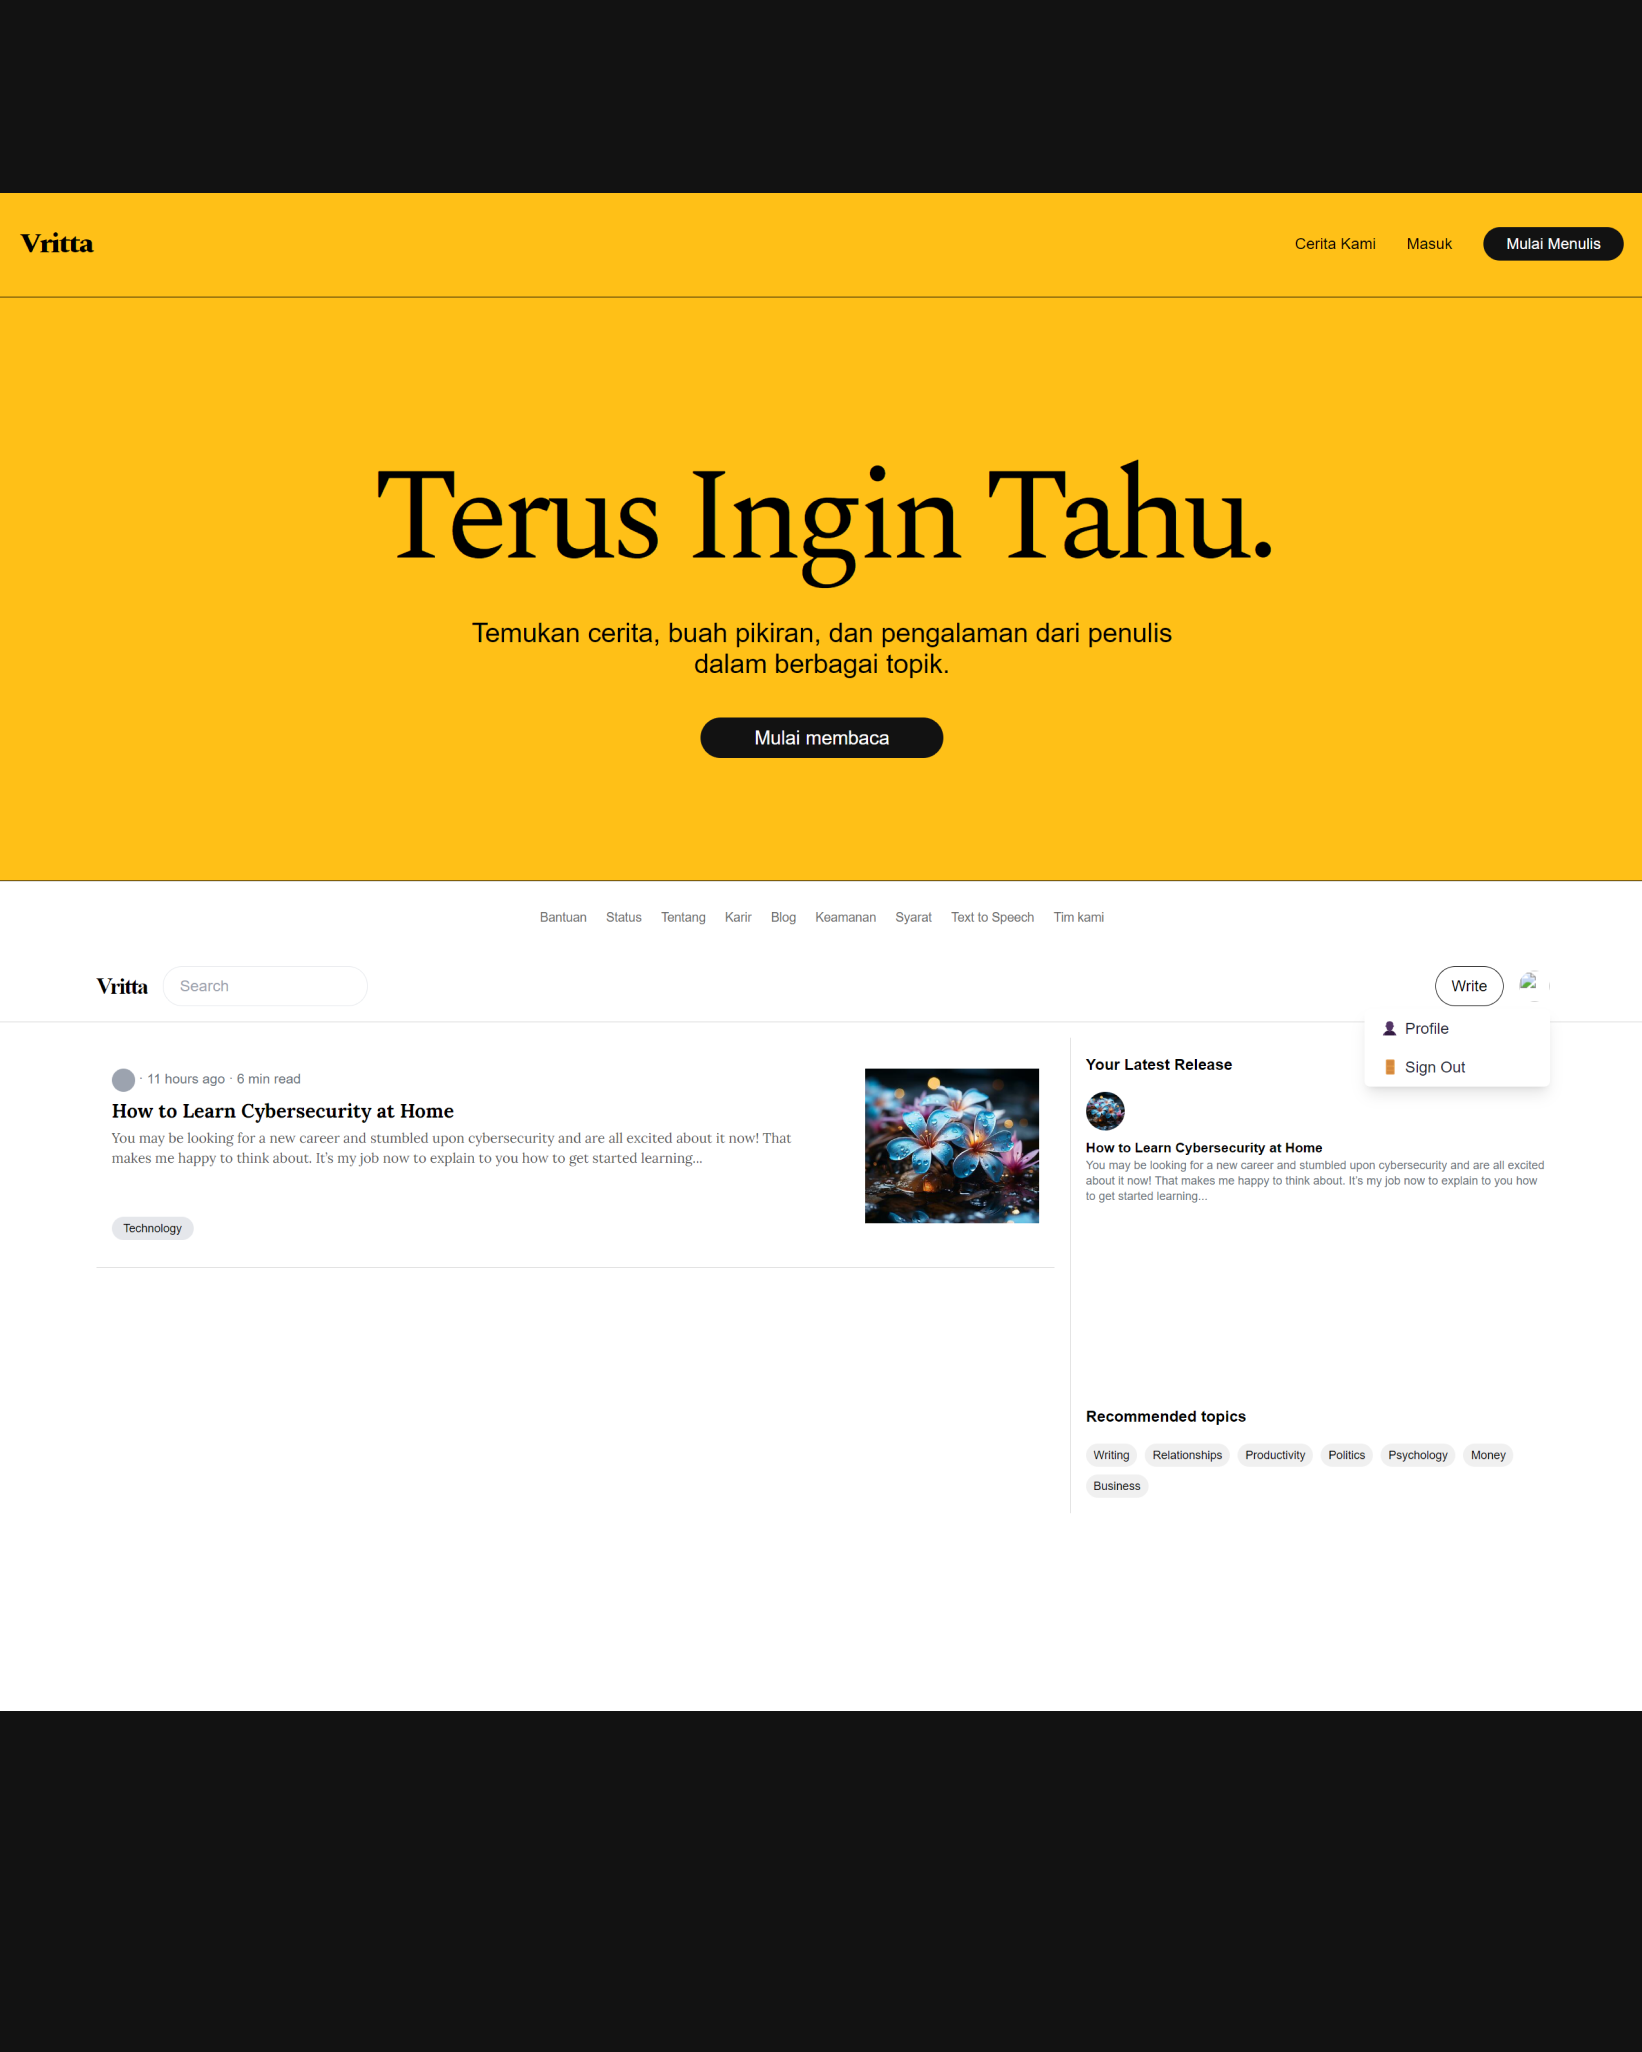 Vritta
Cerita Kami
Masuk
Mulai Menulis
Terus Ingin Tahu.
Temukan cerita, buah pikiran, dan pengalaman dari penulis
dalam berbagai topik.
Mulai membaca
Bantuan Status Tentang Karir Blog Keamanan Syarat Text to Speech Tim kami
Vritta
Search
Write
Profile
Sign Out
· 11 hours ago · 6 min read
How to Learn Cybersecurity at Home
You may be looking for a new career and stumbled upon cybersecurity and are all excited about it now! That
makes me happy to think about. It's my job now to explain to you how to get started learning...
Technology
Your Latest Release
How to Learn Cybersecurity at Home
You may be looking for a new career and stumbled upon cybersecurity and are all excited
about it now! That makes me happy to think about. It's my job now to explain to you how
to get started learning...
Recommended topics
Writing Relationships Productivity Politics Psychology Money
Business